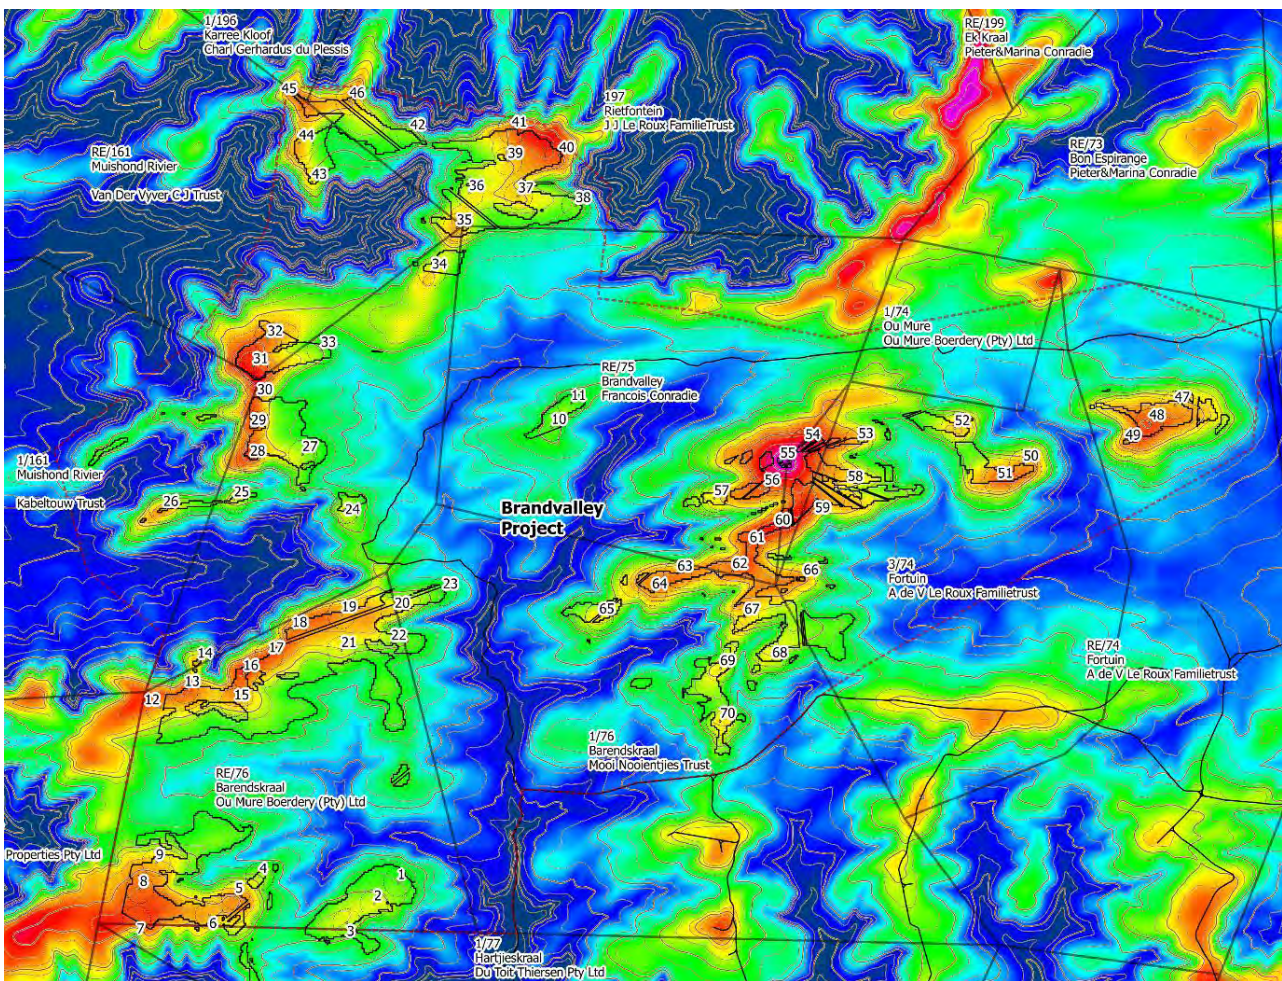 1/196
Karree Kloof
Charl Gerhardus du Plessis
RE/199
Ek Kraal
Pieter&Marina Conradie
45
46
197
Rietfontein
J J Le Roux FamilieTrust
42
41
44
39
40
RE/161
Muishond Rivier
Van Der Vyver C J Trust
RE/73
Bon Espirange
Pieter&Marina Conradie
43
36
37
38
35
34
1/74
Ou Mure
Ou Mure Boerdery (Pty) Ltd
32
33
31
RE/75
Brandvalley
Francois Conradie
30
11
10
29
28
27
47
48
49
52
53
54
55
50
51
1/161
Muishond Rivier
Kabeltouw Trust
56
58
57
59
26
25
24
Brandvalley
Project
60
61
62
63
64
66
3/74
Fortuin
A de V Le Roux Familietrust
23
20
19
18
65
67
22
21
17
14
16
13
15
12
69
68
RE/74
Fortuin
A de V Le Roux Familietrust
70
1/76
Barendskraal
Mooi Nooientjies Trust
RE/76
Barendskraal
Ou Mure Boerdery (Pty) Ltd
Properties Pty Ltd
9
8
4
5
1
2
7
6
3
1/77
Hartjieskraal
Du Toit Thiersen Pty Ltd